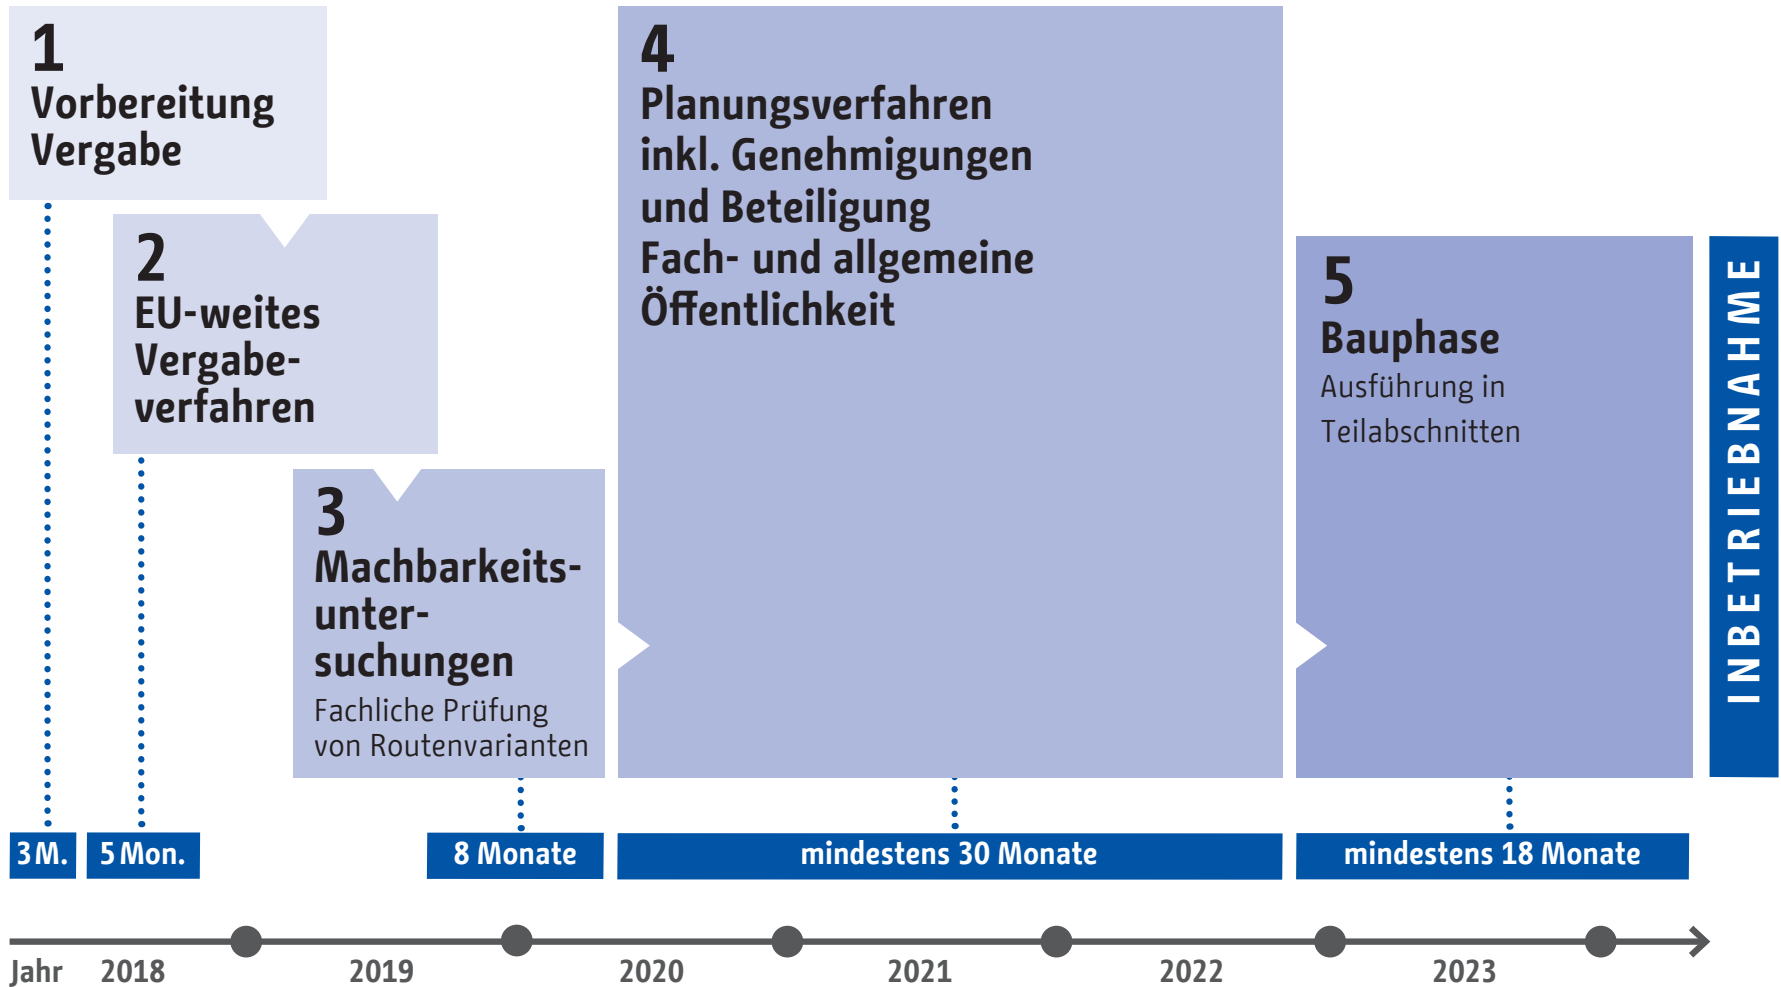 1
Vorbereitung
Vergabe
2
EU-weites
Vergabe-
verfahren
3
Machbarkeits-
unter-
suchungen
Fachliche Prüfung
von Routenvarianten
4
Planungsverfahren
inkl. Genehmigungen
und Beteiligung
Fach- und allgemeine
Öffentlichkeit
5
Bauphase
Ausführung in
Teilabschnitten
INBETRIEBNAHME
3 M.
5 Mon.
8 Monate
mindestens 30 Monate
mindestens 18 Monate
Jahr 2018 2019 2020 2021 2022 2023